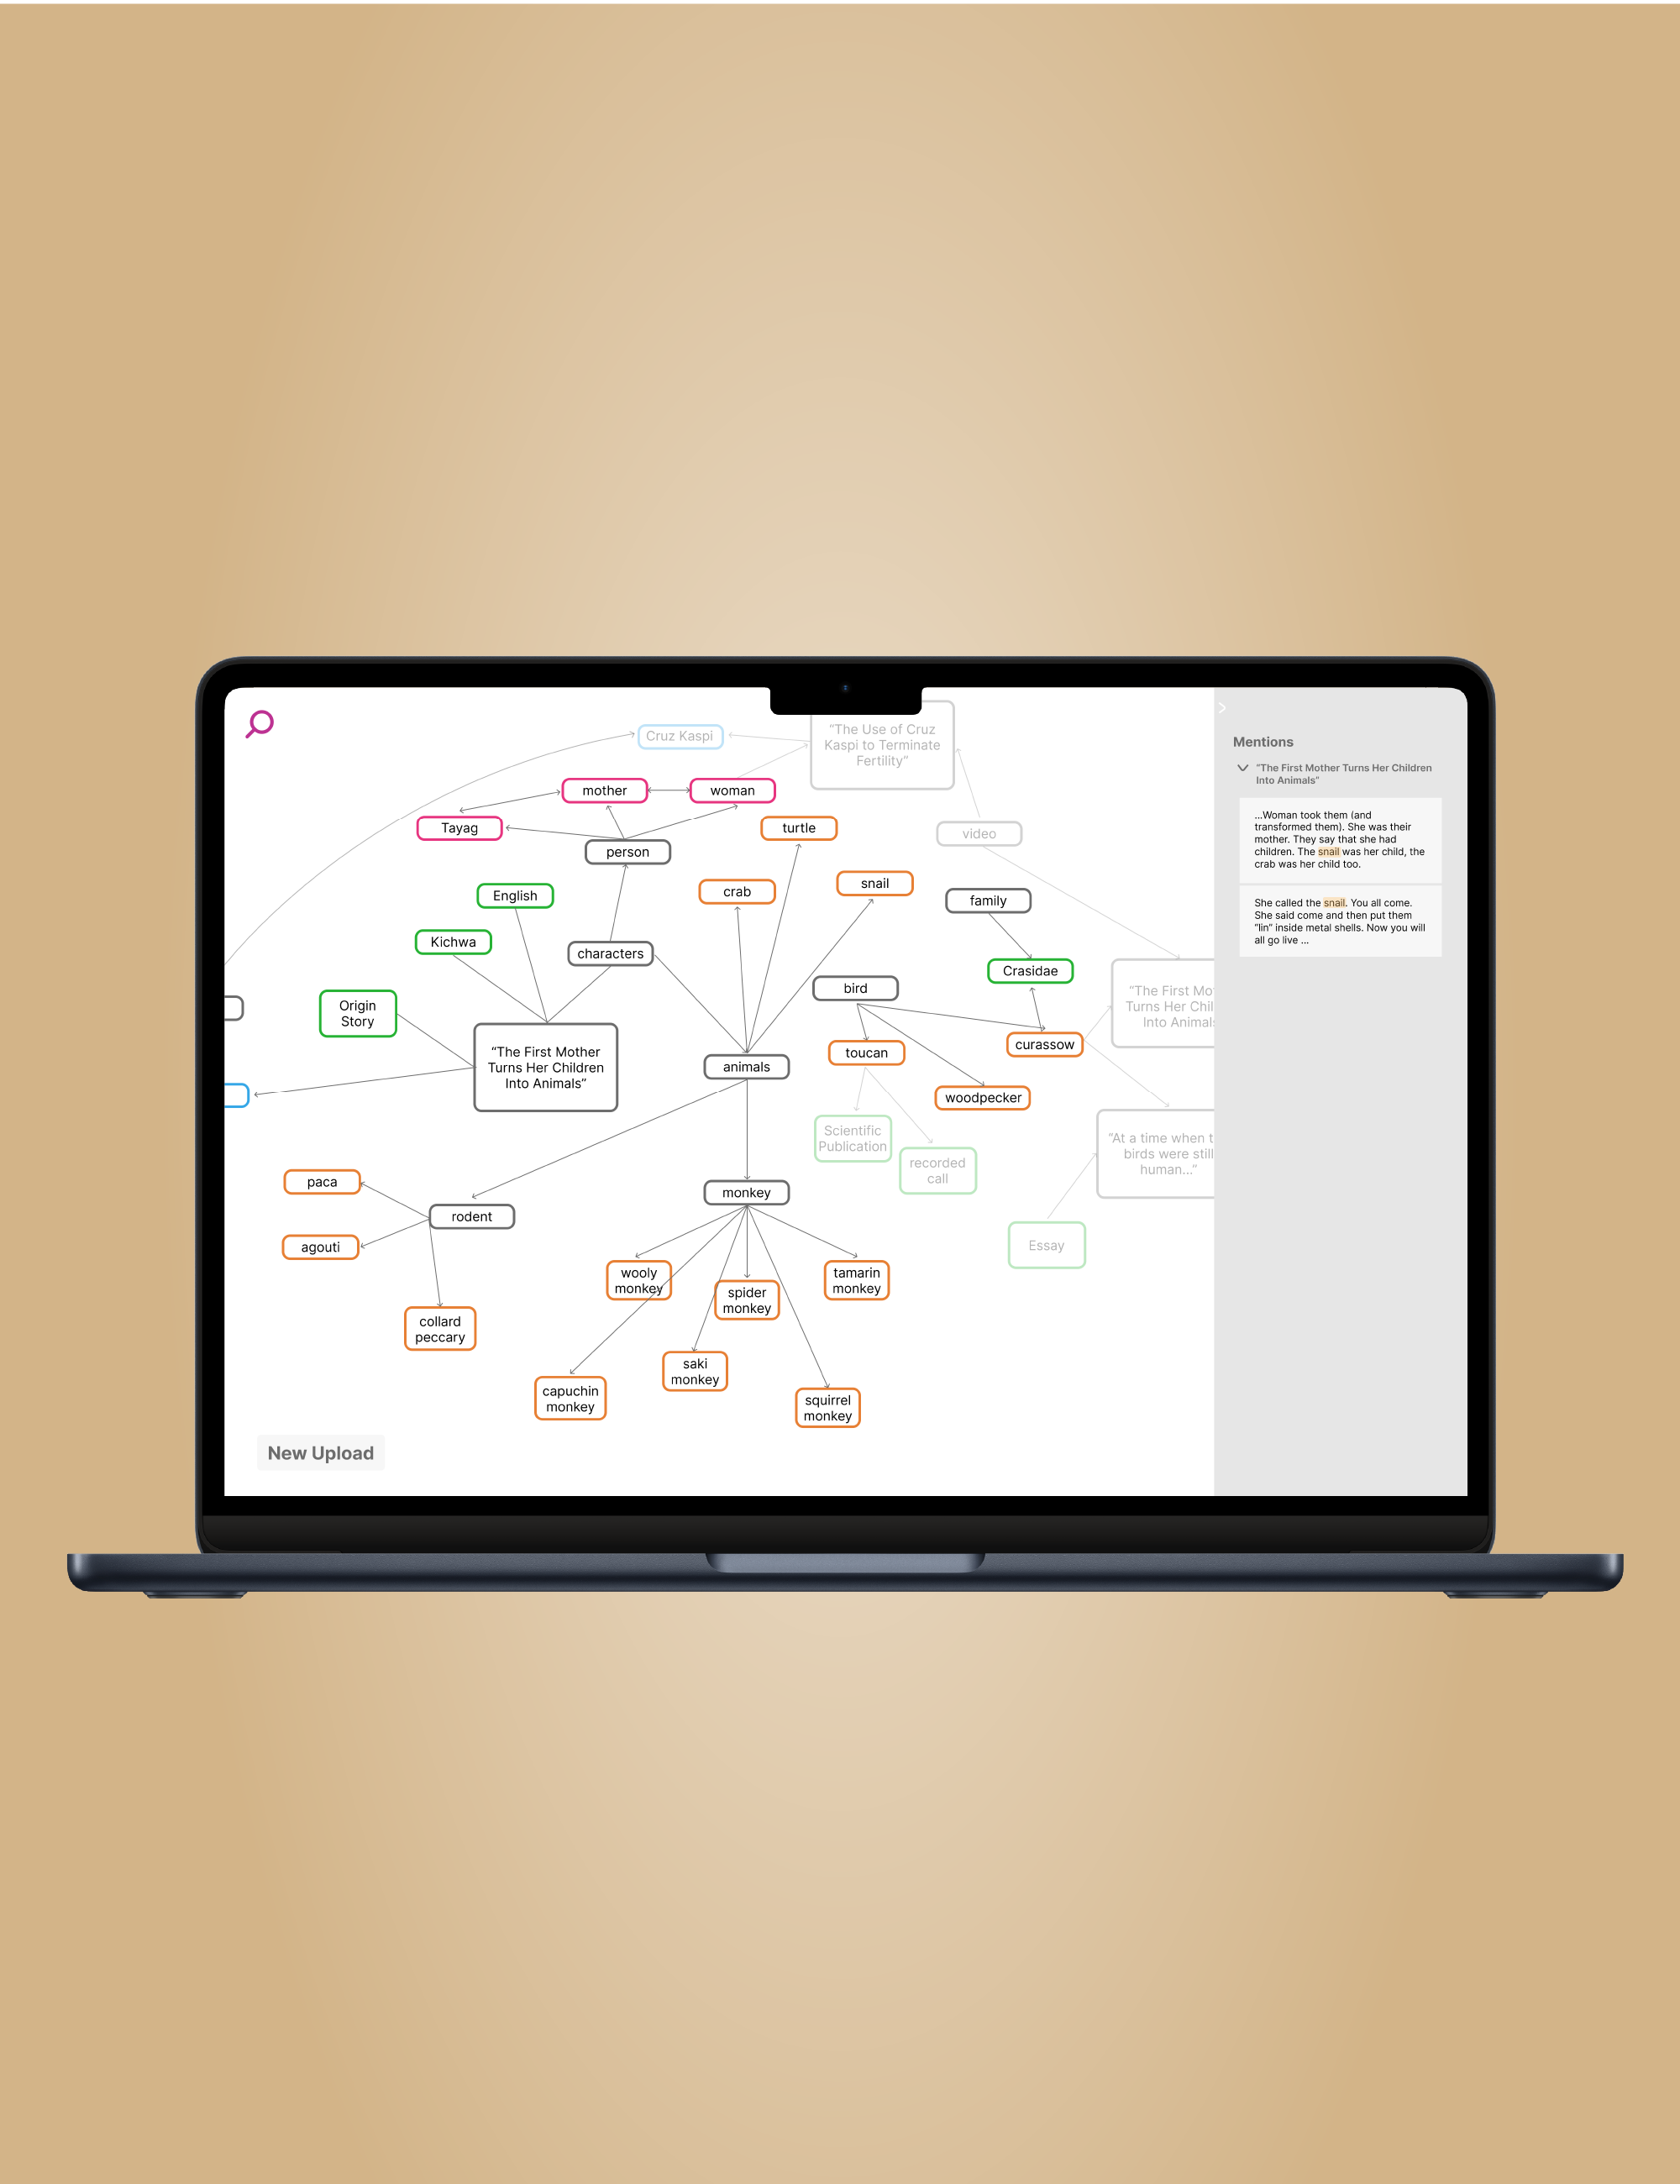 “The Use of Cruz
Kaspi to Terminate
Fertility”
Cruz Kaspi
mother
woman
Tayag
turtle
video
person
crab
snail
English
family
Kichwa
characters
Crasidae
bird
Origin
Story
“The First Mo
Turns Her Chil
Into Animals
“The First Mother
Turns Her Children
Into Animals”
animals
toucan
curassow
woodpecker
Scientific
Publication
recorded
call
“At a time when t
birds were still
human...”
paca
rodent
monkey
agouti
Essay
wooly
monkey
spider
monkey
tamarin
monkey
collard
peccary
saki
monkey
capuchin
monkey
squirrel
monkey
New Upload
>
Mentions
“The First Mother Turns Her Children
Into Animals”
...Woman took them (and
transformed them). She was their
mother. They say that she had
children. The snail was her child, the
crab was her child too.
She called the snail. You all come.
She said come and then put them
“lin” inside metal shells. Now you will
all go live ...